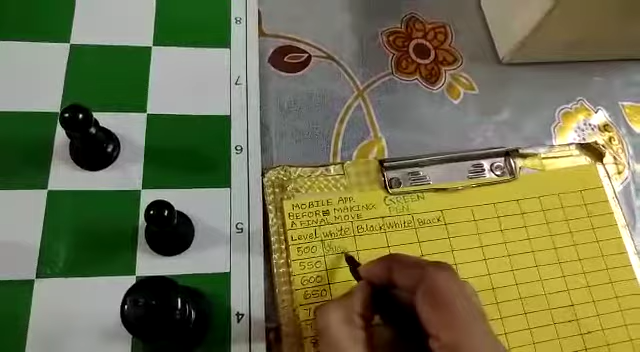 8
7
6
5
4
MOBILE APP
BEFORE MAKING
A FINAL MOVE
GREEN
PEN
Level White Black White Black
500
550
600
650